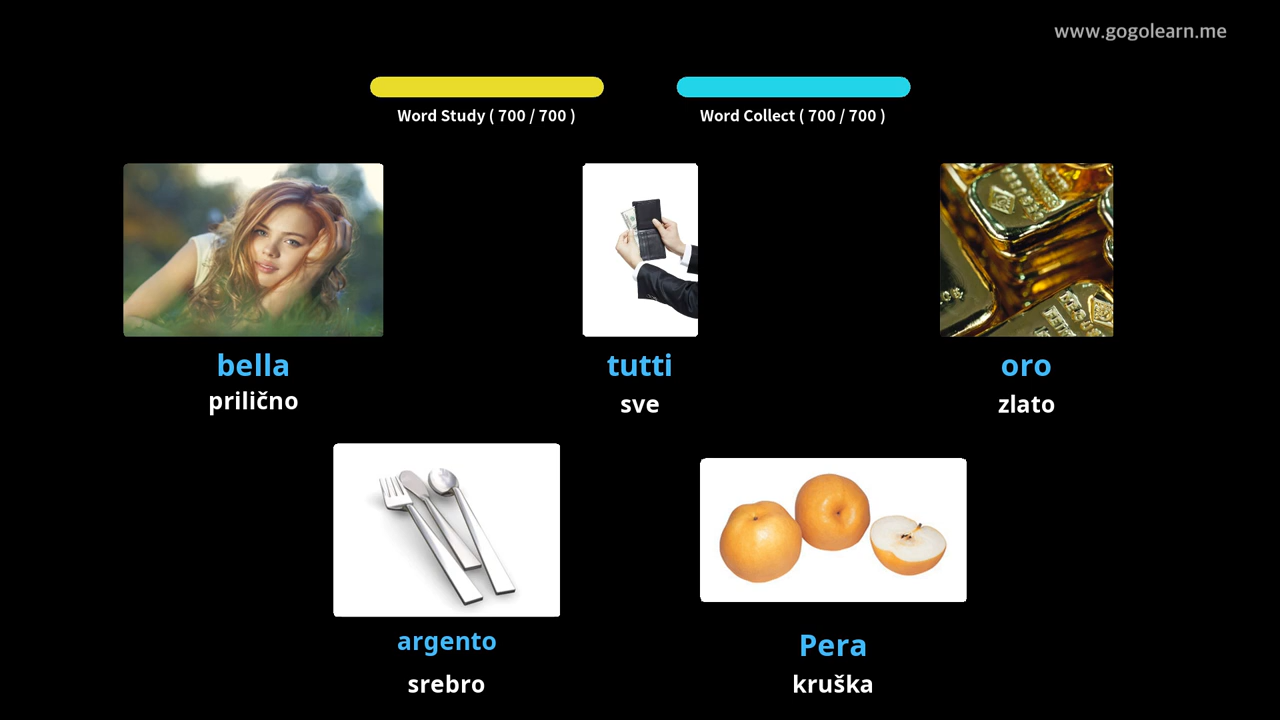 www.gogolearn.me
Word Study ( 700 / 700 )
Word Collect ( 700 / 700 )
bella
prilično
tutti
sve
oro
zlato
argento
srebro
Pera
kruška